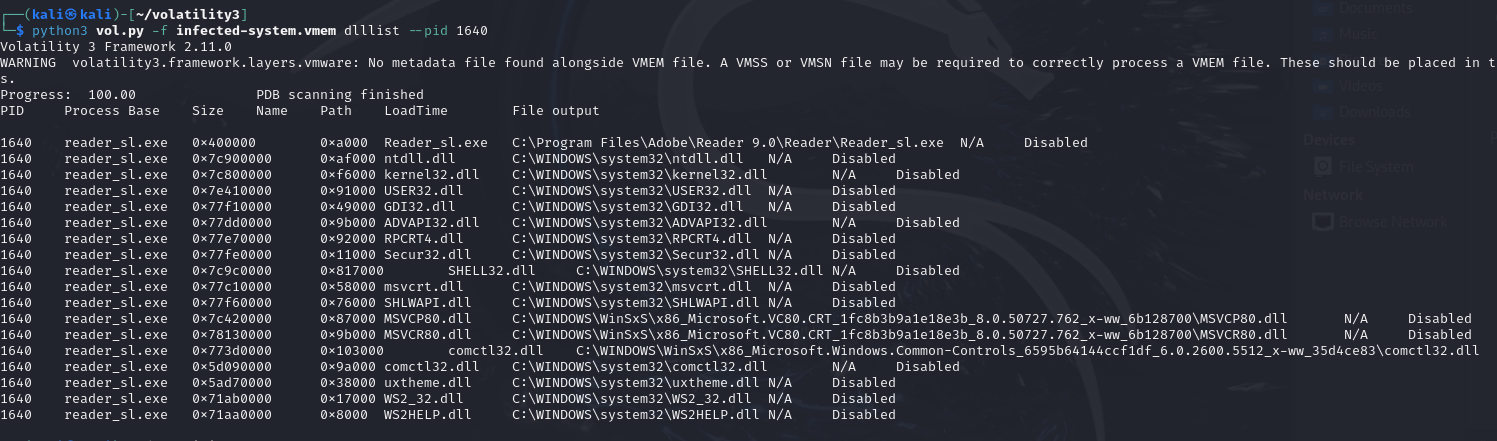 ┌──(kali㉿kali)-[~/volatility3]
└─$ python3 vol.py -f infected-system.vmem dlllist --pid 1640
Volatility 3 Framework 2.11.0
WARNING  volatility3.framework.layers.vmware: No metadata file found alongside VMEM file. A VMSS or VMSN file may be required to correctly process a VMEM file. These should be placed in t
s.
Progress:  100.00               PDB scanning finished
PID     Process Base    Size    Name    Path    LoadTime        File output

1640    reader_sl.exe   0×400000        0×a000  Reader_sl.exe   C:\Program Files\Adobe\Reader 9.0\Reader\Reader_sl.exe  N/A     Disabled
1640    reader_sl.exe   0×7c900000      0×af000 ntdll.dll       C:\WINDOWS\system32\ntdll.dll   N/A     Disabled
1640    reader_sl.exe   0×7c800000      0×f6000 kernel32.dll    C:\WINDOWS\system32\kernel32.dll        N/A     Disabled
1640    reader_sl.exe   0×7e410000      0×91000 USER32.dll      C:\WINDOWS\system32\USER32.dll  N/A     Disabled
1640    reader_sl.exe   0×77f10000      0×49000 GDI32.dll       C:\WINDOWS\system32\GDI32.dll   N/A     Disabled
1640    reader_sl.exe   0×77dd0000      0×9b000 ADVAPI32.dll    C:\WINDOWS\system32\ADVAPI32.dll        N/A     Disabled
1640    reader_sl.exe   0×77e70000      0×92000 RPCRT4.dll      C:\WINDOWS\system32\RPCRT4.dll  N/A     Disabled
1640    reader_sl.exe   0×77fe0000      0×11000 Secur32.dll     C:\WINDOWS\system32\Secur32.dll N/A     Disabled
1640    reader_sl.exe   0×7c9c0000      0×817000        SHELL32.dll     C:\WINDOWS\system32\SHELL32.dll N/A     Disabled
1640    reader_sl.exe   0×77c10000      0×58000 msvcrt.dll      C:\WINDOWS\system32\msvcrt.dll  N/A     Disabled
1640    reader_sl.exe   0×77f60000      0×76000 SHLWAPI.dll     C:\WINDOWS\system32\SHLWAPI.dll N/A     Disabled
1640    reader_sl.exe   0×7c420000      0×87000 MSVCP80.dll     C:\WINDOWS\WinSxS\x86_Microsoft.VC80.CRT_1fc8b3b9a1e18e3b_8.0.50727.762_x-ww_6b128700\MSVCP80.dll       N/A     Disabled
1640    reader_sl.exe   0×78130000      0×9b000 MSVCR80.dll     C:\WINDOWS\WinSxS\x86_Microsoft.VC80.CRT_1fc8b3b9a1e18e3b_8.0.50727.762_x-ww_6b128700\MSVCR80.dll       N/A     Disabled
1640    reader_sl.exe   0×773d0000      0×103000        comctl32.dll    C:\WINDOWS\WinSxS\x86_Microsoft.Windows.Common-Controls_6595b64144ccf1df_6.0.2600.5512_x-ww_35d4ce83\comctl32.dll
1640    reader_sl.exe   0×5d090000      0×9a000 comctl32.dll    C:\WINDOWS\system32\comctl32.dll        N/A     Disabled
1640    reader_sl.exe   0×5ad70000      0×38000 uxtheme.dll     C:\WINDOWS\system32\uxtheme.dll N/A     Disabled
1640    reader_sl.exe   0×71ab0000      0×17000 WS2_32.dll      C:\WINDOWS\system32\WS2_32.dll  N/A     Disabled
1640    reader_sl.exe   0×71aa0000      0×8000  WS2HELP.dll     C:\WINDOWS\system32\WS2HELP.dll N/A     Disabled
Documents
Music
Videos
Downloads
Devices
File System
Network
Browse Network